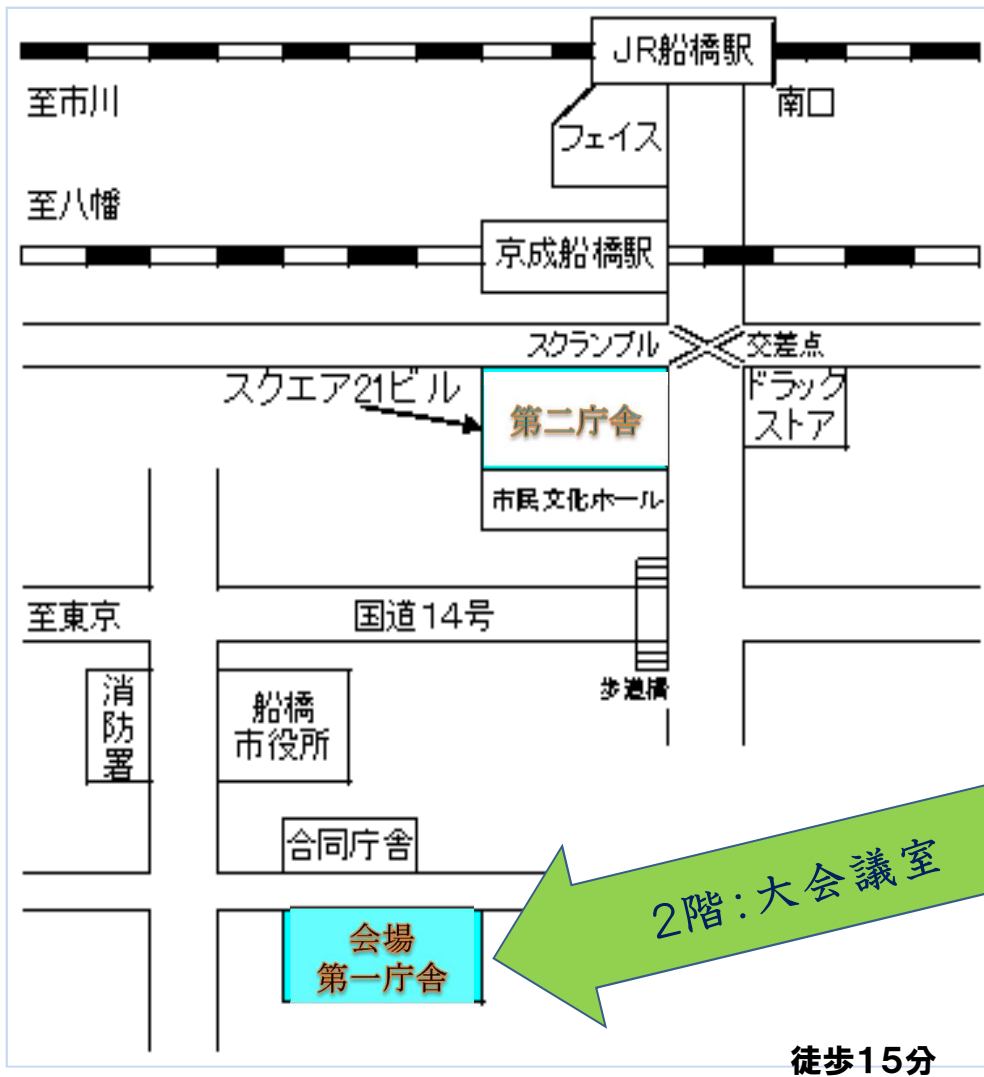 JR船橋駅
至市川
南口
フェイス
至八幡
京成船橋駅
スクランブル
交差点
スクエア21ビル
第二庁舎
ドラッグ
ストア
市民文化ホール
至東京
国道14号
歩道橋
消
防
署
船橋
市役所
合同庁舎
2階:大会議室
会場
第一庁舎
徒歩15分